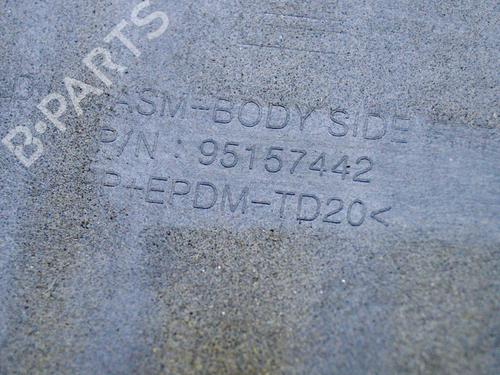 ASM-BODY SIDE
P/N : 95157442
P-EPDM-TD20<
B-PARTS